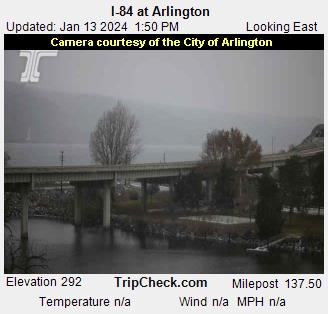 I-84 at Arlington
Updated: Jan 13 2024 1:50 PM Looking East
Camera courtesy of the City of Arlington
Elevation 292 TripCheck.com Milepost 137.50
Temperature n/a Wind n/a MPH n/a